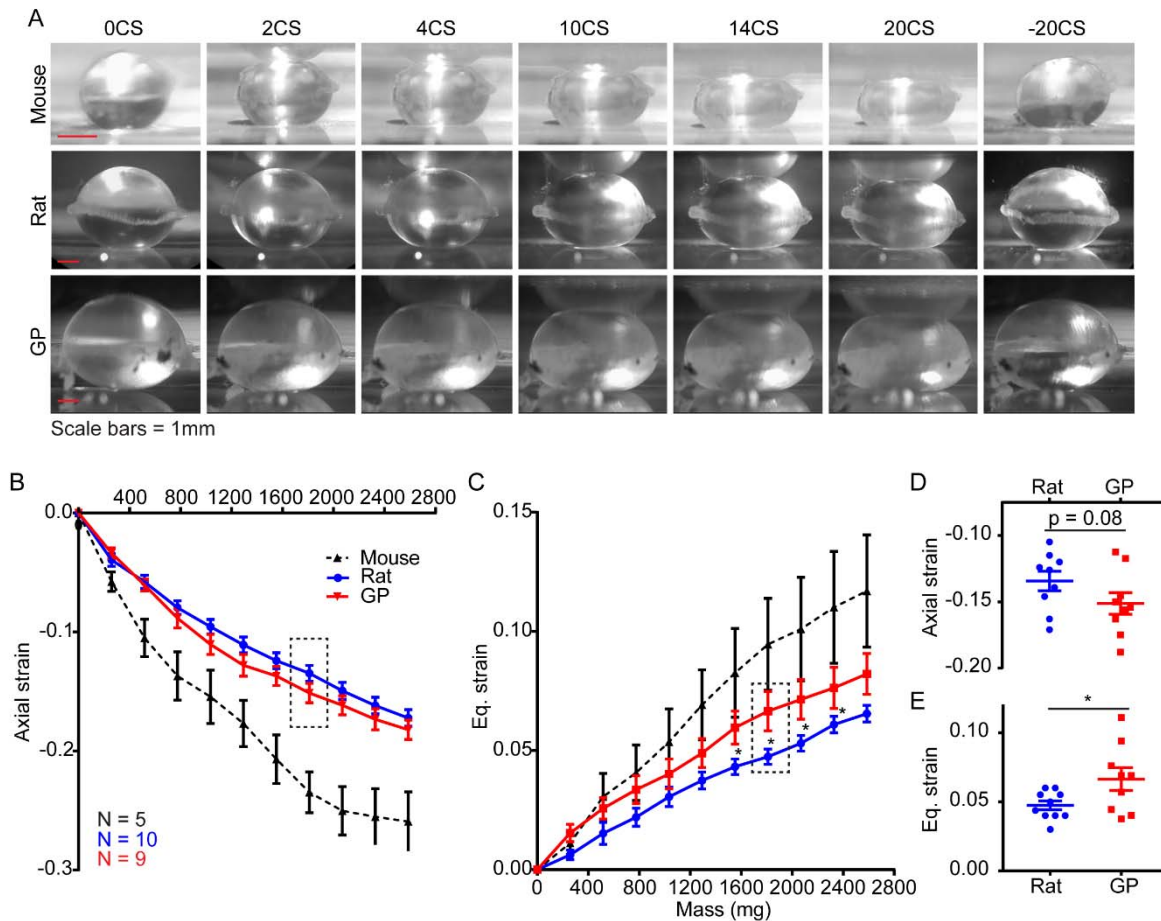 A
0CS 2CS 4CS 10CS 14CS 20CS -20CS
Mouse
Rat
GP
Scale bars = 1mm
B
400 800 1200 1600 2000 2400 2800
0.0
-0.1
-0.2
-0.3
Axial strain
Mouse
Rat
GP
N = 5
N = 10
N = 9
C
0.15
0.10
0.05
0.00
Eq. strain
* * * *
0 400 800 1200 1600 2000 2400 2800
Mass (mg)
D
Rat GP
p = 0.08
-0.10
-0.15
-0.20
Axial strain
E
*
0.10
0.05
0.00
Eq. strain
Rat GP